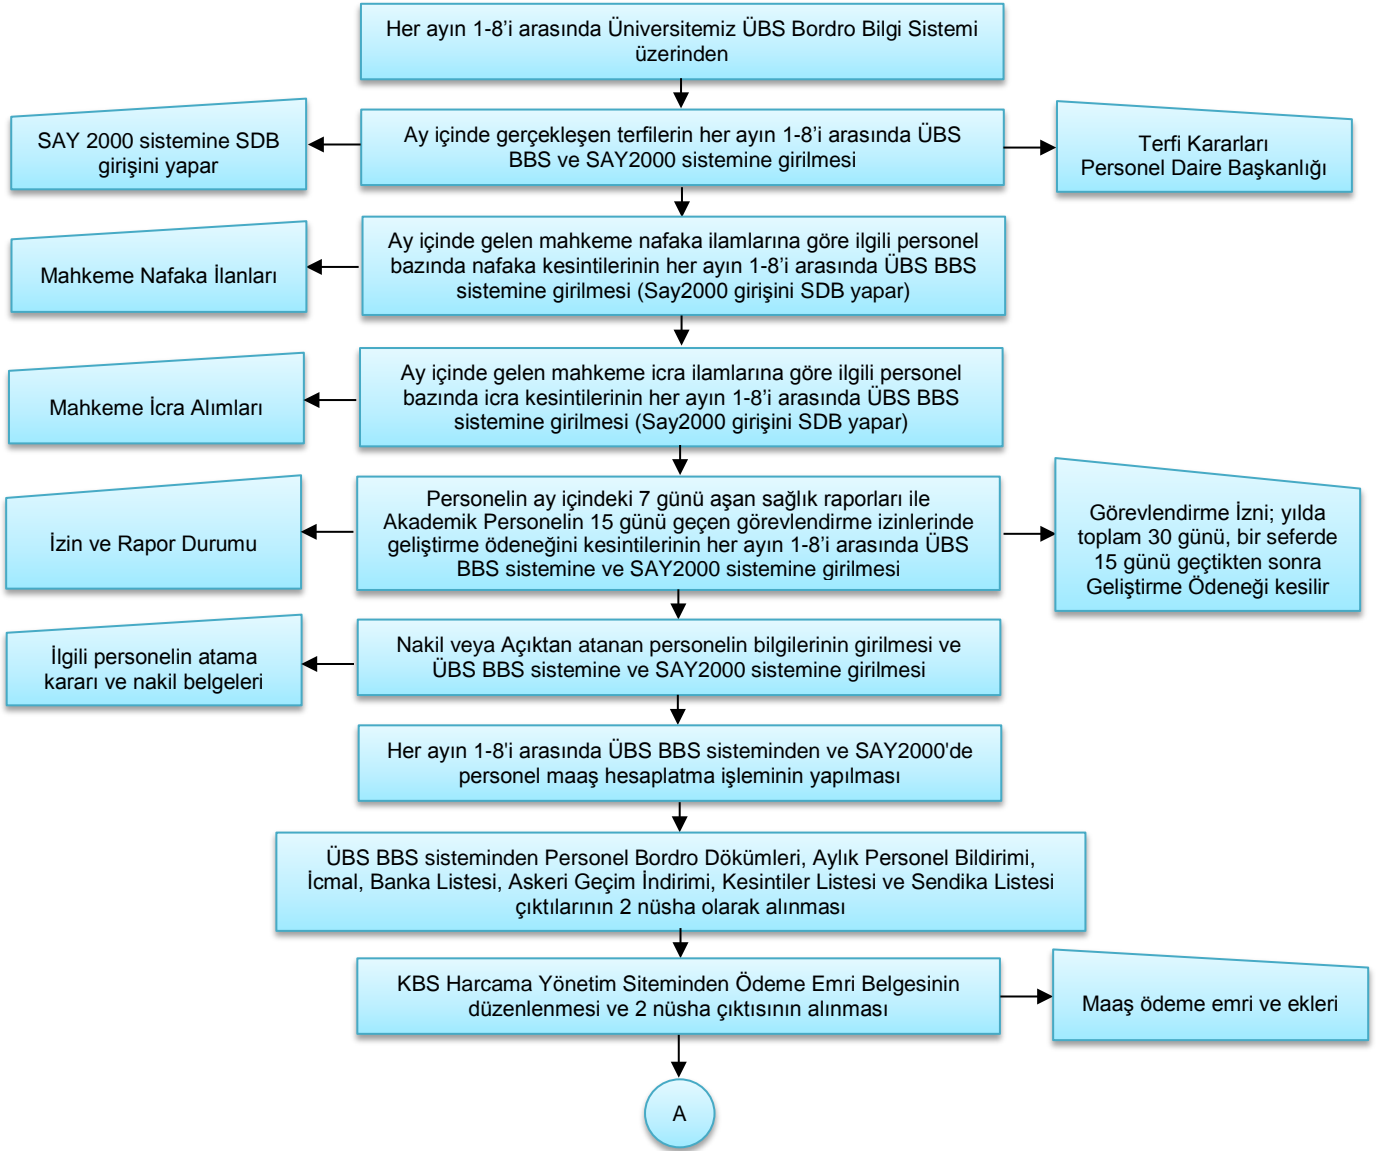 Her ayın 1-8’i arasında Üniversitemiz ÜBS Bordro Bilgi Sistemi
üzerinden
SAY 2000 sistemine SDB
girişini yapar
Ay içinde gerçekleşen terfilerin her ayın 1-8’i arasında ÜBS
BBS ve SAY2000 sistemine girilmesi
Terfi Kararları
Personel Daire Başkanlığı
Mahkeme Nafaka İlanları
Ay içinde gelen mahkeme nafaka ilamlarına göre ilgili personel
bazında nafaka kesintilerinin her ayın 1-8’i arasında ÜBS BBS
sistemine girilmesi (Say2000 girişini SDB yapar)
Mahkeme İcra Alımları
Ay içinde gelen mahkeme icra ilamlarına göre ilgili personel
bazında icra kesintilerinin her ayın 1-8’i arasında ÜBS BBS
sistemine girilmesi (Say2000 girişini SDB yapar)
İzin ve Rapor Durumu
Personelin ay içindeki 7 günü aşan sağlık raporları ile
Akademik Personelin 15 günü geçen görevlendirme izinlerinde
geliştirme ödeneğini kesintilerinin her ayın 1-8’i arasında ÜBS
BBS sistemine ve SAY2000 sistemine girilmesi
Görevlendirme İzni; yılda
toplam 30 günü, bir seferde
15 günü geçtikten sonra
Geliştirme Ödeneği kesilir
İlgili personelin atama
kararı ve nakil belgeleri
Nakil veya Açıktan atanan personelin bilgilerinin girilmesi ve
ÜBS BBS sistemine ve SAY2000 sistemine girilmesi
Her ayın 1-8'i arasında ÜBS BBS sisteminden ve SAY2000'de
personel maaş hesaplatma işleminin yapılması
ÜBS BBS sisteminden Personel Bordro Dökümleri, Aylık Personel Bildirimi,
İcmal, Banka Listesi, Askeri Geçim İndirimi, Kesintiler Listesi ve Sendika Listesi
çıktılarının 2 nüsha olarak alınması
KBS Harcama Yönetim Siteminden Ödeme Emri Belgesinin
düzenlenmesi ve 2 nüsha çıktısının alınması
Maaş ödeme emri ve ekleri
A